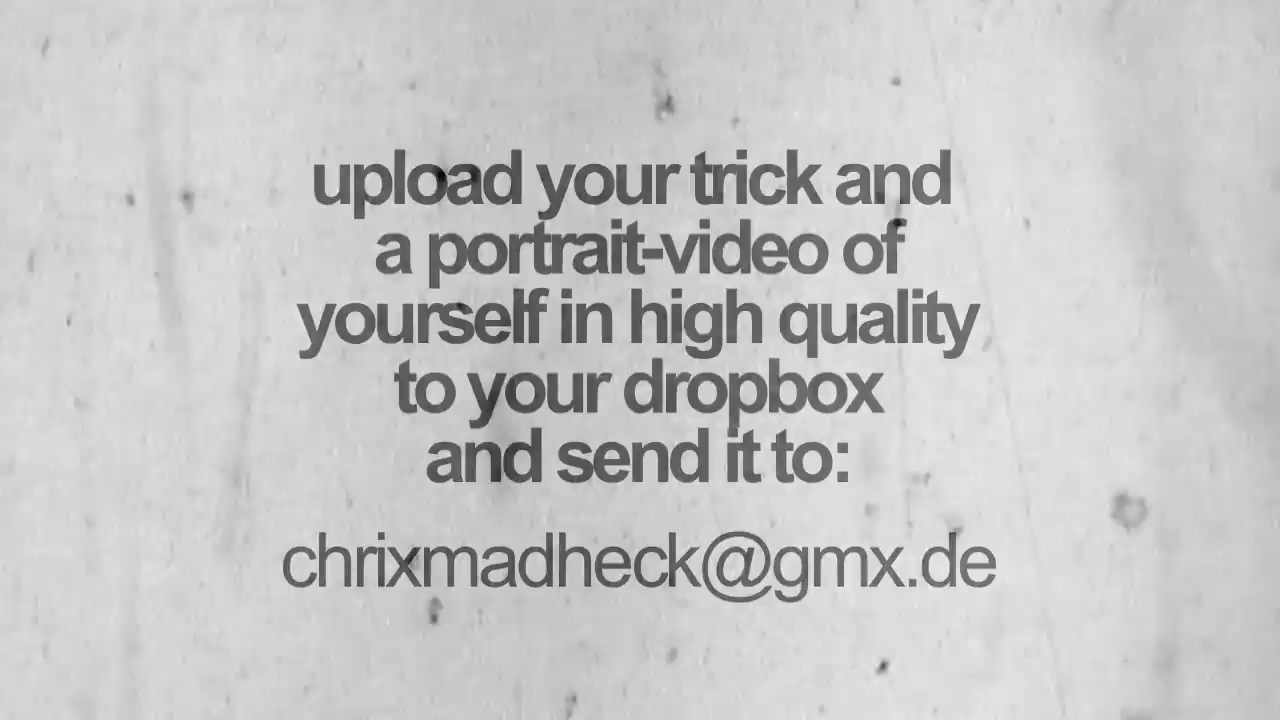 upload your trick and
a portrait-video of
yourself in high quality
to your dropbox
and send it to:
chrixmadheck@gmx.de